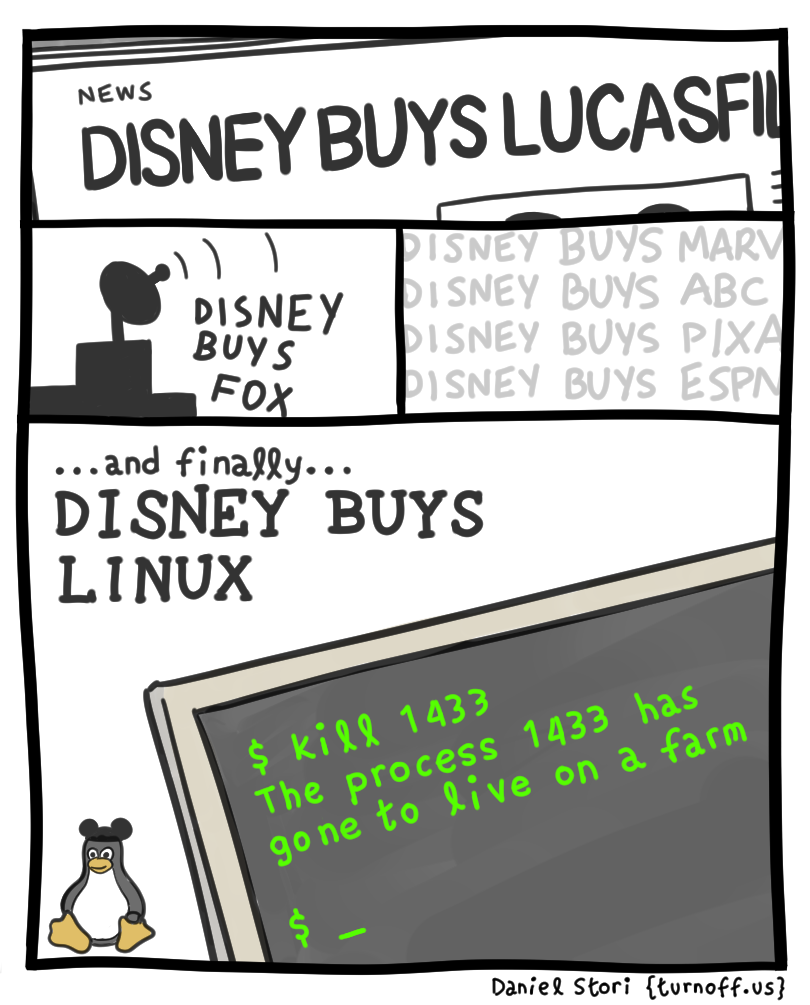 NEWS
DISNEY BUYS LUCASFIL
DISNEY
BUYS
FOX
DISNEY BUYS MARV
DISNEY BUYS ABC
DISNEY BUYS PIXA
DISNEY BUYS ESPN
...and finally...
DISNEY BUYS
LINUX
$ kill 1433
The process 1433 has
gone to live on a farm
$ _
Daniel Stori {turnoff.us}